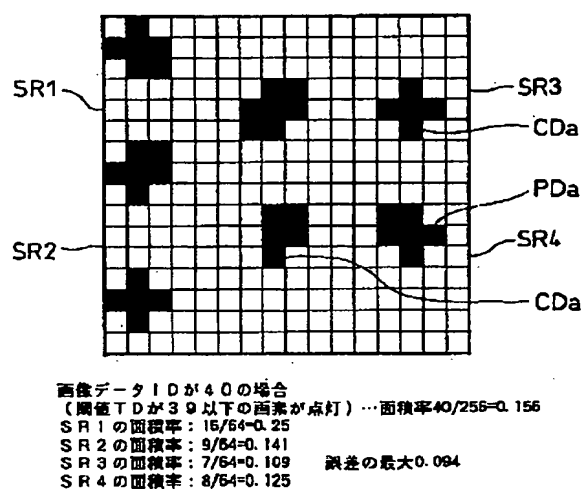 SR1
SR3
CDa
PDa
SR2
SR4
CDa
画像データIDが40の場合
(閾値TDが39以下の画素が点灯)…面積率40/256=0.156
SR1の面積率:16/64=0.25
SR2の面積率:9/64=0.141
SR3の面積率:7/64=0.109 誤差の最大0.094
SR4の面積率:8/64=0.125